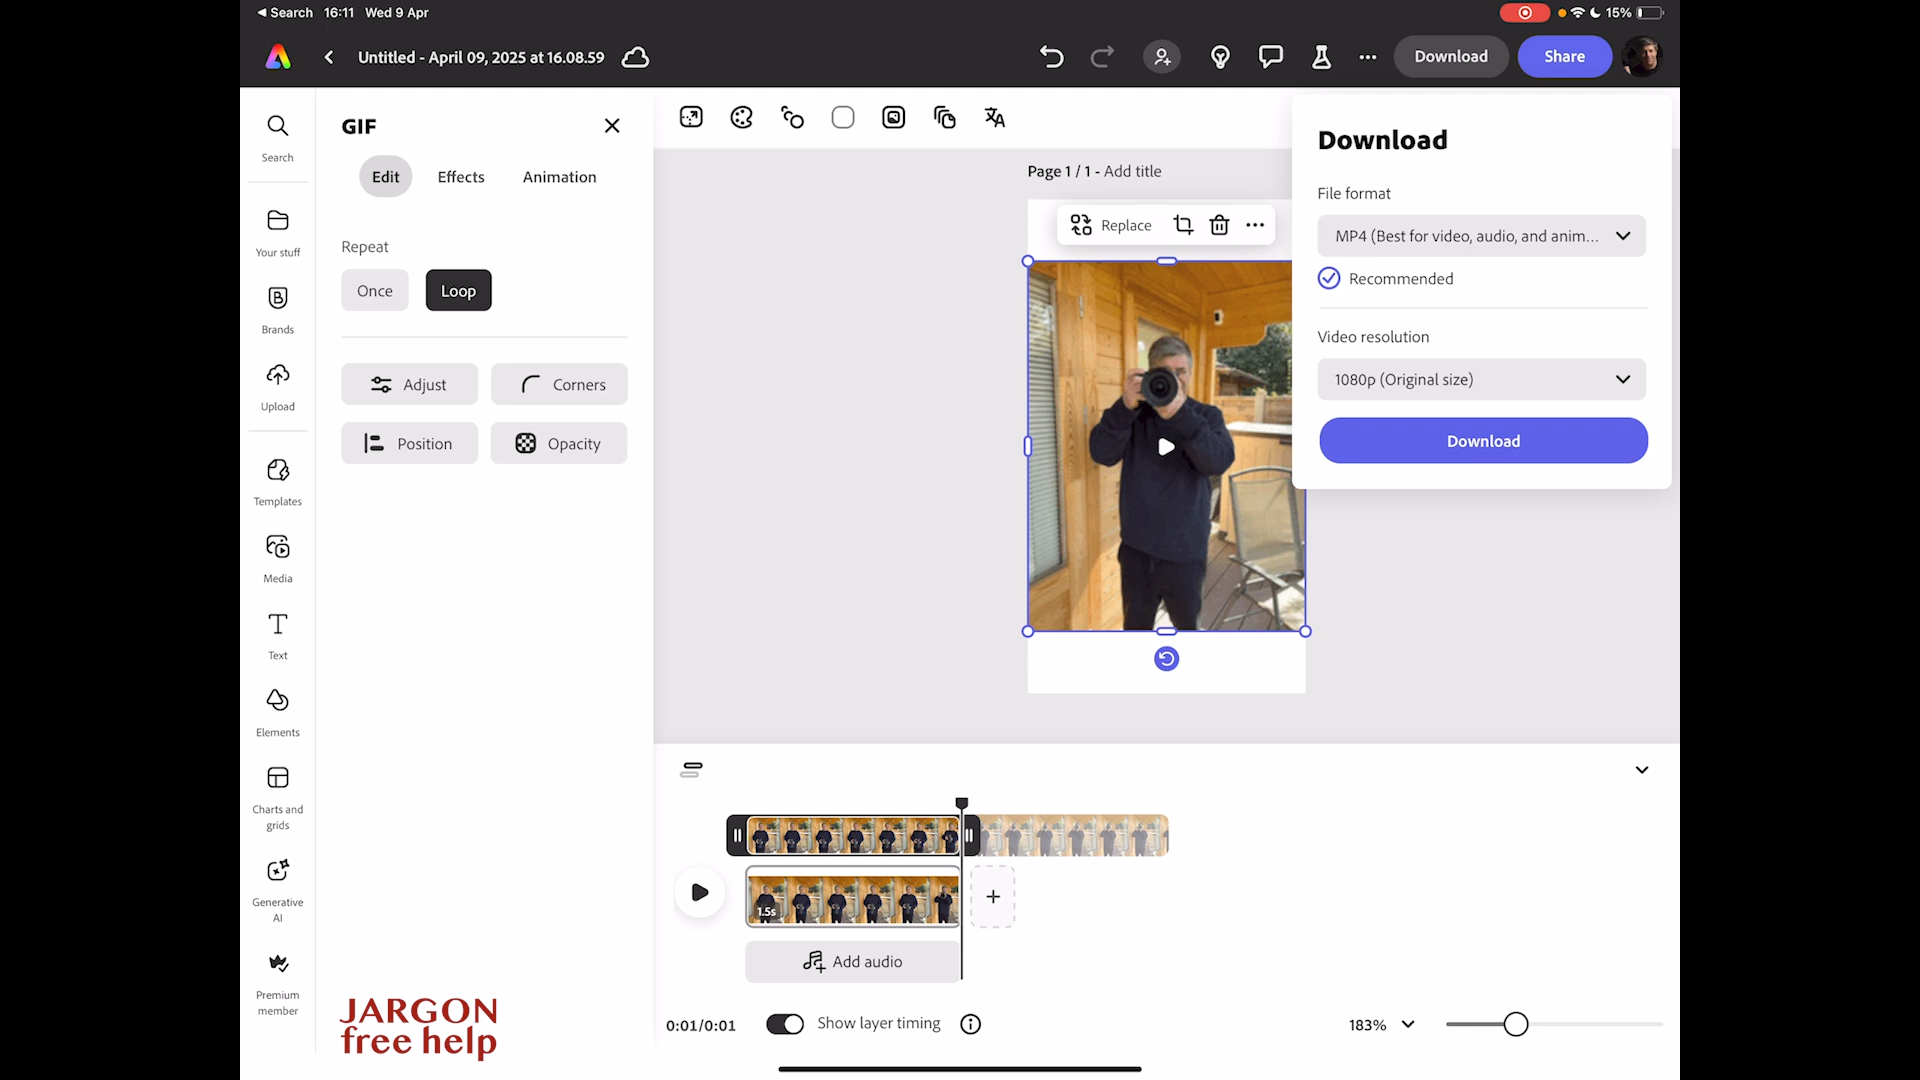 Search 16:11 Wed 9 Apr
15%
Untitled - April 09, 2025 at 16.08.59
Download
Share
Search
Your stuff
Brands
Upload
Templates
Media
Text
Elements
Charts and
grids
Generative
AI
Premium
member
GIF
Edit
Effects
Animation
Repeat
Once
Loop
Adjust
Corners
Position
Opacity
JARGON
free help
Page 1 / 1 - Add title
Replace
Download
File format
MP4 (Best for video, audio, and anim...
Recommended
Video resolution
1080p (Original size)
Download
1.5s
Add audio
0:01/0:01
Show layer timing
183%